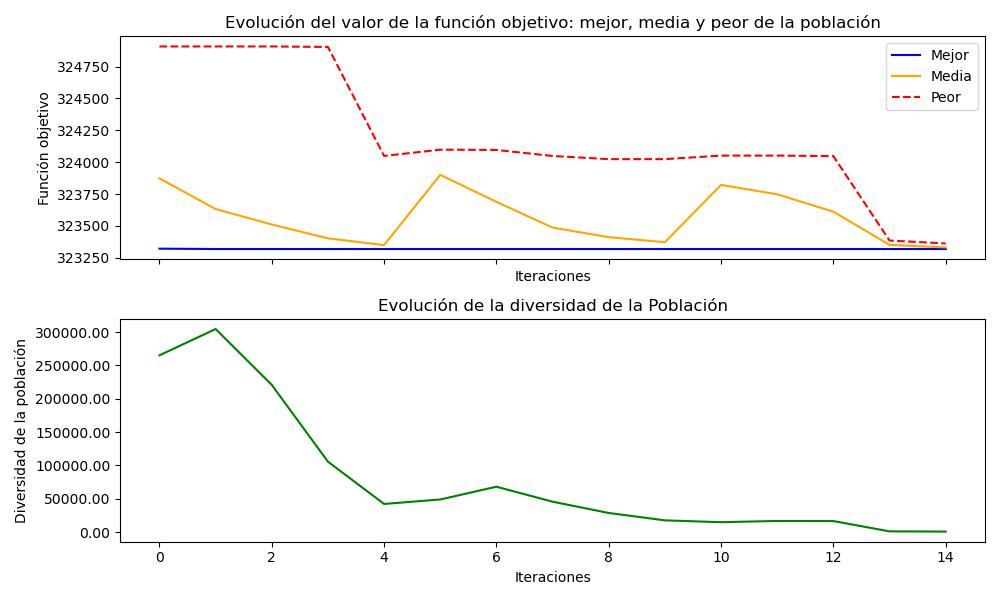 Evolución del valor de la función objetivo: mejor, media y peor de la población
Función objetivo
324750
324500
324250
324000
323750
323500
323250
Mejor
Media
Peor
Iteraciones
Evolución de la diversidad de la Población
Diversidad de la población
300000.00
250000.00
200000.00
150000.00
100000.00
50000.00
0.00
0 2 4 6 8 10 12 14
Iteraciones